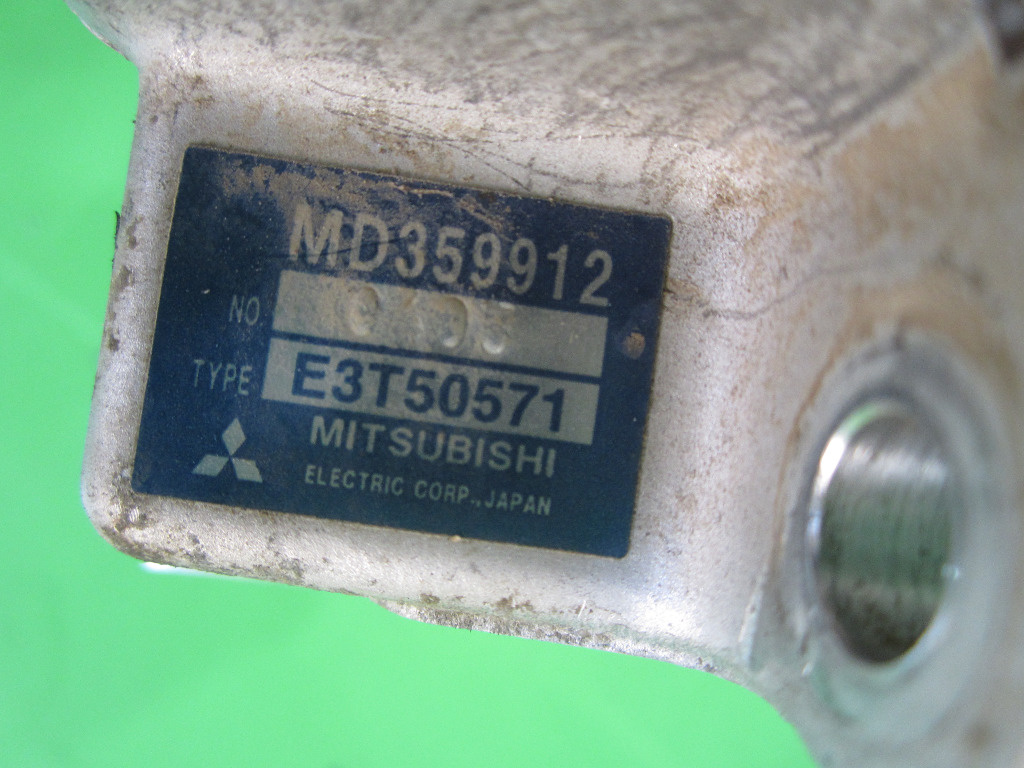 MD359912
NO.
TYPE E3T50571
MITSUBISHI
ELECTRIC CORP., JAPAN